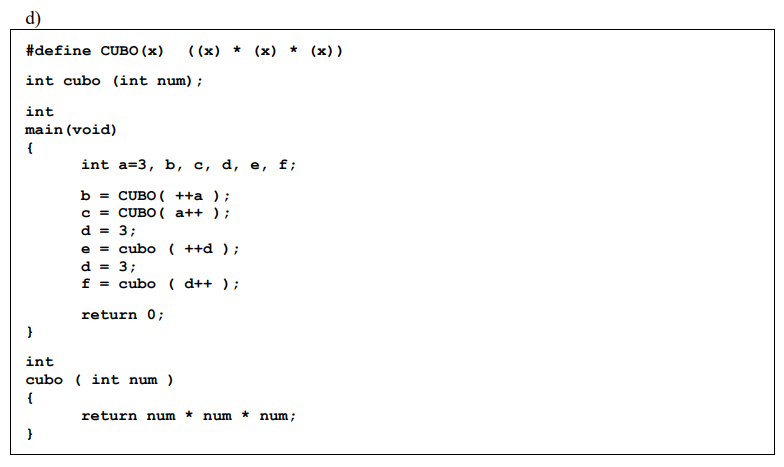 d)
#define CUBO(x)  ((x) * (x) * (x))
int cubo (int num);
int
main(void)
{
      int a=3, b, c, d, e, f;
      b = CUBO( ++a );
      c = CUBO( a++ );
      d = 3;
      e = cubo ( ++d );
      d = 3;
      f = cubo ( d++ );
      return 0;
}
int
cubo ( int num )
{
      return num * num * num;
}